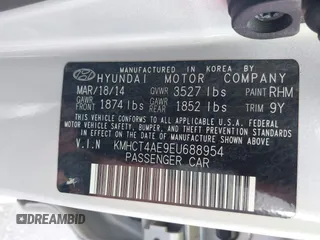 MANUFACTURED IN KOREA BY
HYUNDAI MOTOR COMPANY
MAR/18/14 GVWR 3527 lbs PAINT RHM
GAWR FRT 1874 lbs GAWR RR 1852 lbs TRIM 9Y
THIS VEHICLE CONFORMS TO ALL APPLICABLE U.S.A.
FEDERAL MOTOR VEHICLE SAFETY, BUMPER,
AND THEFT PREVENTION STANDARDS IN EFFECT
ON THE DATE OF MANUFACTURE SHOWN ABOVE.
V.I.N KMHCT4AE9EU688954
PASSENGER CAR
DREAMBID